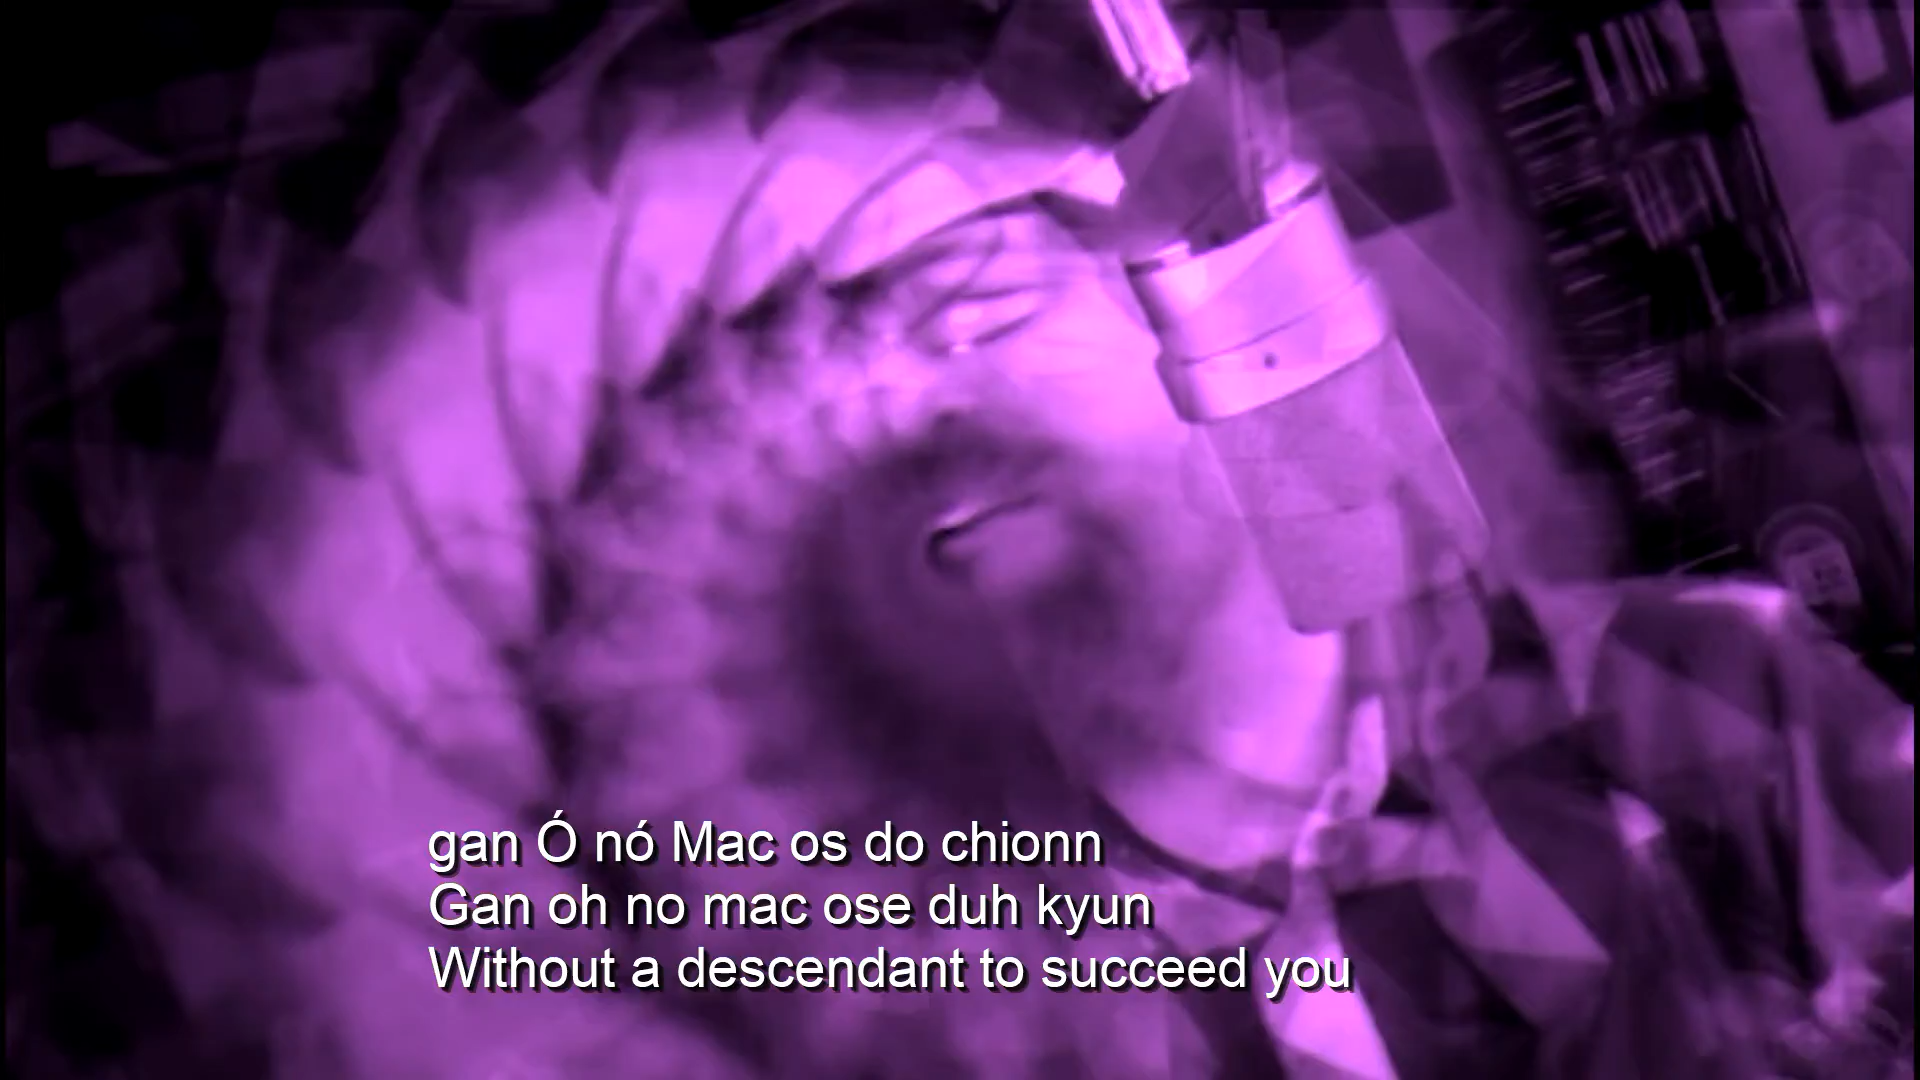 gan Ó nó Mac os do chionn
Gan oh no mac ose duh kyun
Without a descendant to succeed you